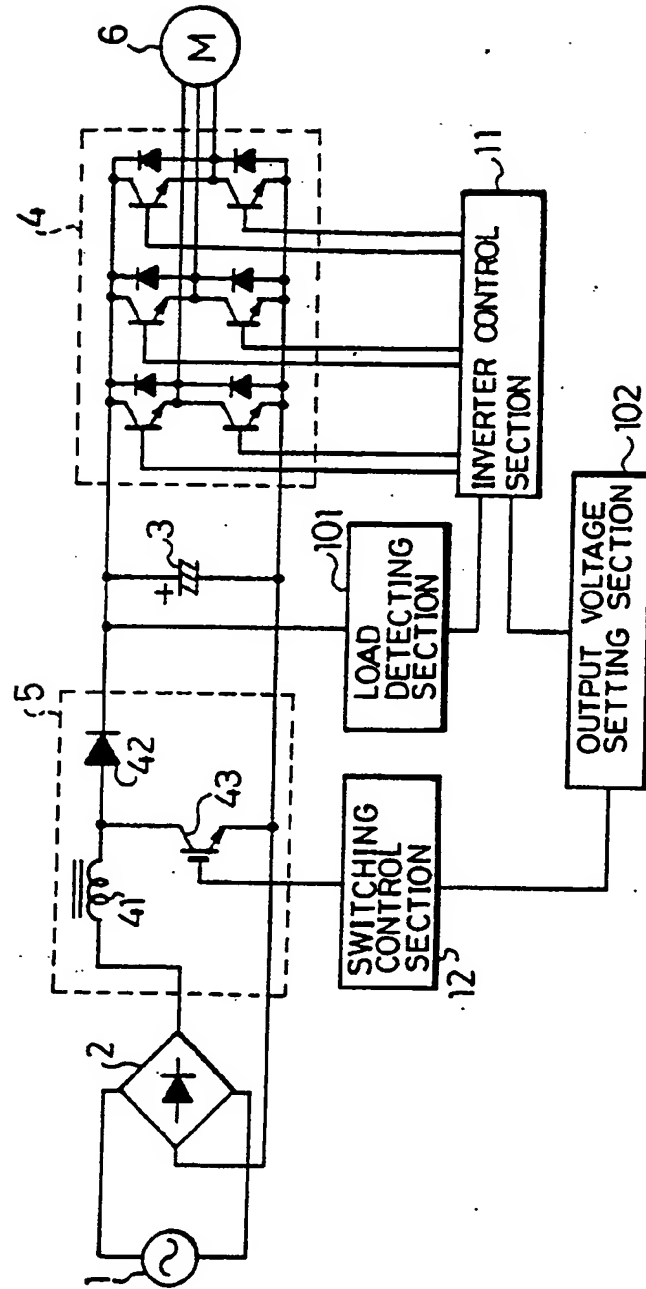 1
2
5
41
42
43
3
+
4
6
M
SWITCHING
CONTROL
SECTION
12
LOAD
DETECTING
SECTION
101
INVERTER CONTROL
SECTION
11
OUTPUT VOLTAGE
SETTING SECTION
102